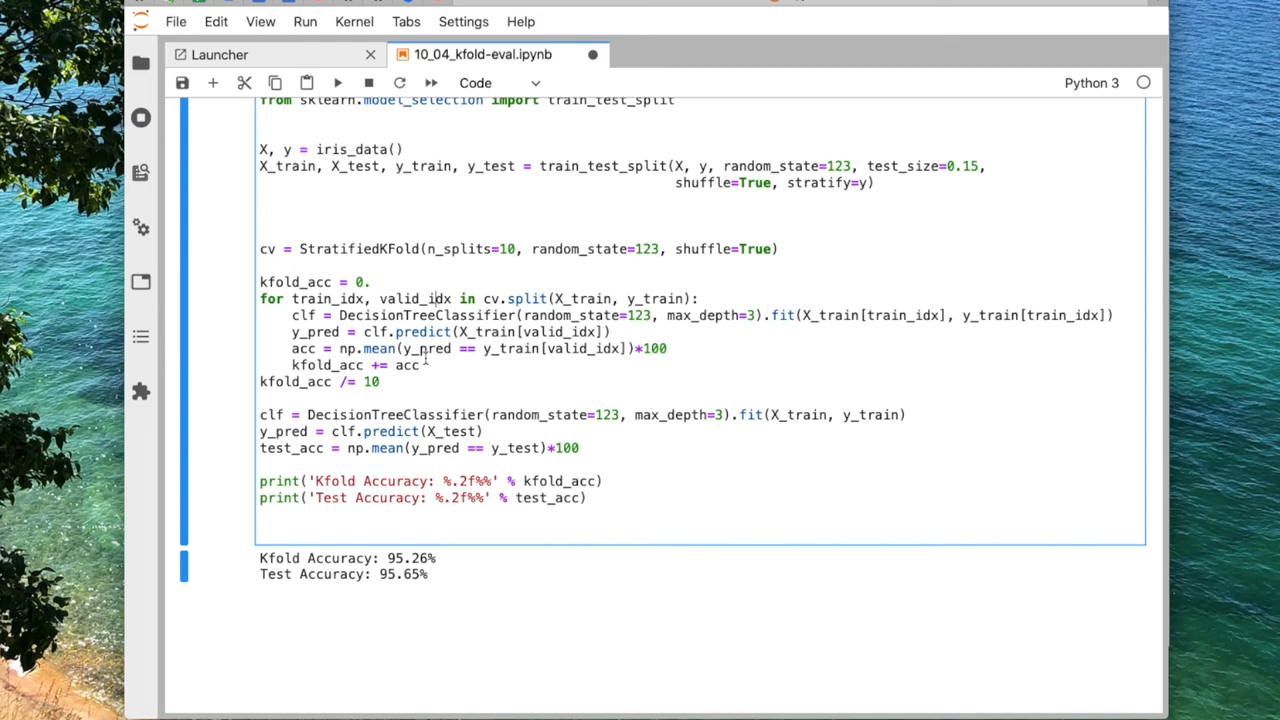 File Edit View Run Kernel Tabs Settings Help
Launcher
10_04_kfold-eval.ipynb
Code
Python 3
from sklearn.model_selection import train_test_split
X, y = iris_data()
X_train, X_test, y_train, y_test = train_test_split(X, y, random_state=123, test_size=0.15,
shuffle=True, stratify=y)
cv = StratifiedKFold(n_splits=10, random_state=123, shuffle=True)
kfold_acc = 0.
for train_idx, valid_idx in cv.split(X_train, y_train):
clf = DecisionTreeClassifier(random_state=123, max_depth=3).fit(X_train[train_idx], y_train[train_idx])
y_pred = clf.predict(X_train[valid_idx])
acc = np.mean(y_pred == y_train[valid_idx])*100
kfold_acc += acc
kfold_acc /= 10
clf = DecisionTreeClassifier(random_state=123, max_depth=3).fit(X_train, y_train)
y_pred = clf.predict(X_test)
test_acc = np.mean(y_pred == y_test)*100
print('Kfold Accuracy: %.2f%%' % kfold_acc)
print('Test Accuracy: %.2f%%' % test_acc)
Kfold Accuracy: 95.26%
Test Accuracy: 95.65%